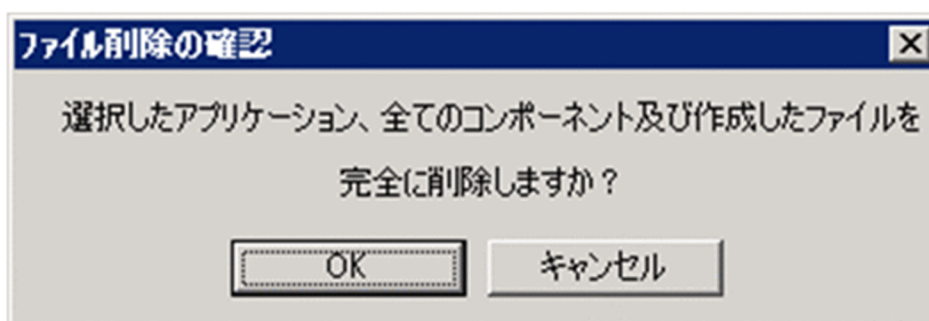 ファイル削除の確認
選択したアプリケーション、全てのコンポーネント及び作成したファイルを
完全に削除しますか？
OK
キャンセル